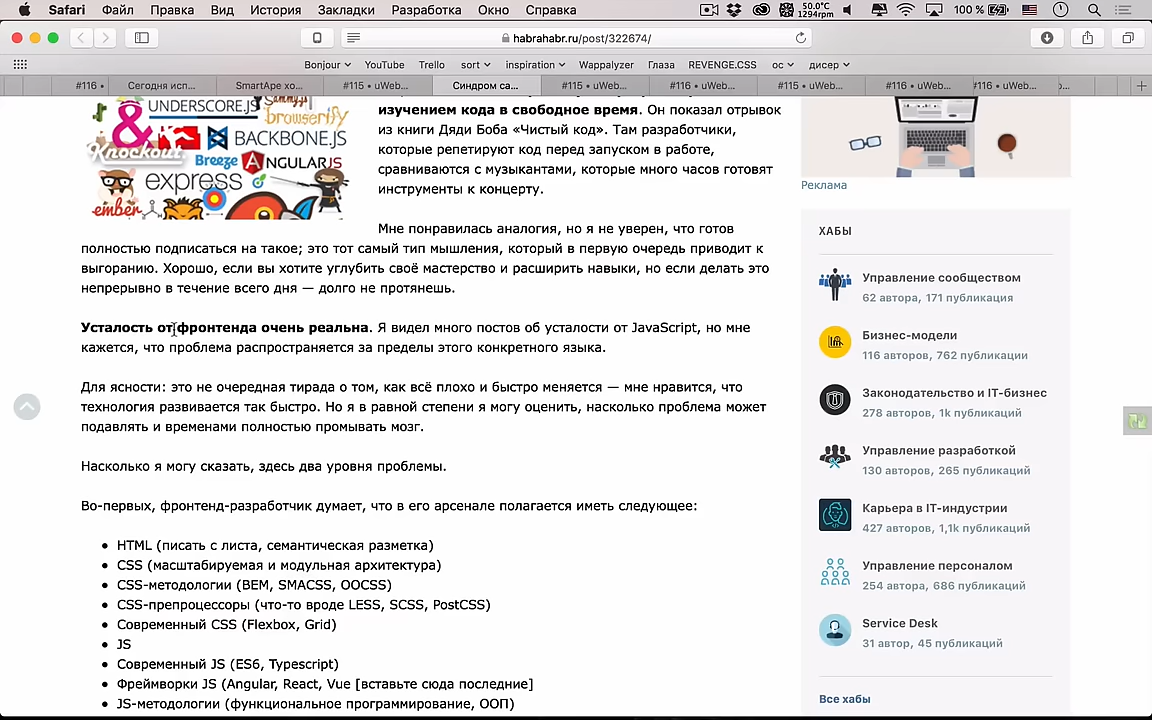 Safari Файл Правка Вид История Закладки Разработка Окно Справка 50.0°C 1294rpm 100 %
habrahabr.ru/post/322674/
Bonjour YouTube Trello sort inspiration Wappalyzer Глаза REVENGE.CSS ос дисер
#116 • Сегодня исп... SmartApe хо... #115 • uWeb... Синдром са... #115 • uWeb... #116 • uWeb... #115 • uWeb... #116 • uWeb... #116 • uWeb...
UNDERSCORE.JS
browserify
Knockout
BACKBONE.JS
Breeze ANGULARJS
express
ember
изучением кода в свободное время. Он показал отрывок
из книги Дяди Боба «Чистый код». Там разработчики,
которые репетируют код перед запуском в работе,
сравниваются с музыкантами, которые много часов готовят
инструменты к концерту.
Мне понравилась аналогия, но я не уверен, что готов
полностью подписаться на такое; это тот самый тип мышления, который в первую очередь приводит к
выгоранию. Хорошо, если вы хотите углубить своё мастерство и расширить навыки, но если делать это
непрерывно в течение всего дня — долго не протянешь.
Усталость от фронтенда очень реальна. Я видел много постов об усталости от JavaScript, но мне
кажется, что проблема распространяется за пределы этого конкретного языка.
Для ясности: это не очередная тирада о том, как всё плохо и быстро меняется — мне нравится, что
технология развивается так быстро. Но я в равной степени я могу оценить, насколько проблема может
подавлять и временами полностью промывать мозг.
Насколько я могу сказать, здесь два уровня проблемы.
Во-первых, фронтенд-разработчик думает, что в его арсенале полагается иметь следующее:
• HTML (писать с листа, семантическая разметка)
• CSS (масштабируемая и модульная архитектура)
• CSS-методологии (BEM, SMACSS, OOCSS)
• CSS-препроцессоры (что-то вроде LESS, SCSS, PostCSS)
• Современный CSS (Flexbox, Grid)
• JS
• Современный JS (ES6, Typescript)
• Фреймворки JS (Angular, React, Vue [вставьте сюда последние]
• JS-методологии (функциональное программирование, ООП)
Реклама
ХАБЫ
Управление сообществом
62 автора, 171 публикация
Бизнес-модели
116 авторов, 762 публикации
Законодательство и IT-бизнес
278 авторов, 1k публикаций
Управление разработкой
130 авторов, 265 публикаций
Карьера в IT-индустрии
427 авторов, 1,1k публикаций
Управление персоналом
254 автора, 686 публикаций
Service Desk
31 автор, 45 публикаций
Все хабы